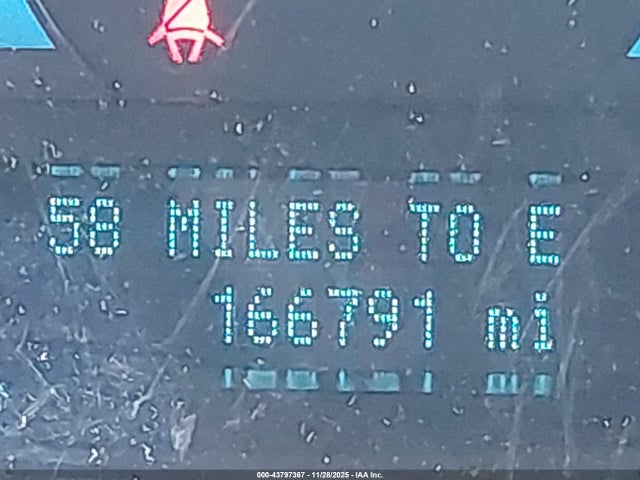 58 MILES TO E
166791 mi
000-43797367 - 11/28/2025 - IAA Inc.